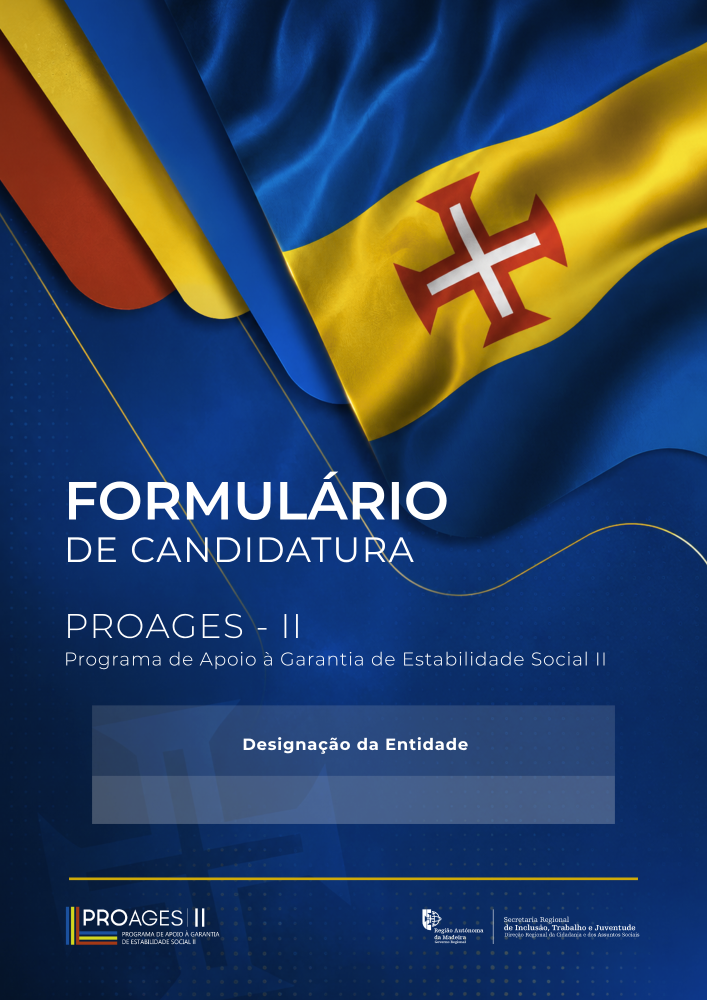 FORMULÁRIO
DE CANDIDATURA
PROAGES - II
Programa de Apoio à Garantia de Estabilidade Social II
Designação da Entidade
PROAGES II
PROGRAMA DE APOIO À GARANTIA
DE ESTABILIDADE SOCIAL II
Região Autónoma
da Madeira
Governo Regional
Secretaria Regional
de Inclusão, Trabalho e Juventude
Direção Regional da Cidadania e dos Assuntos Sociais